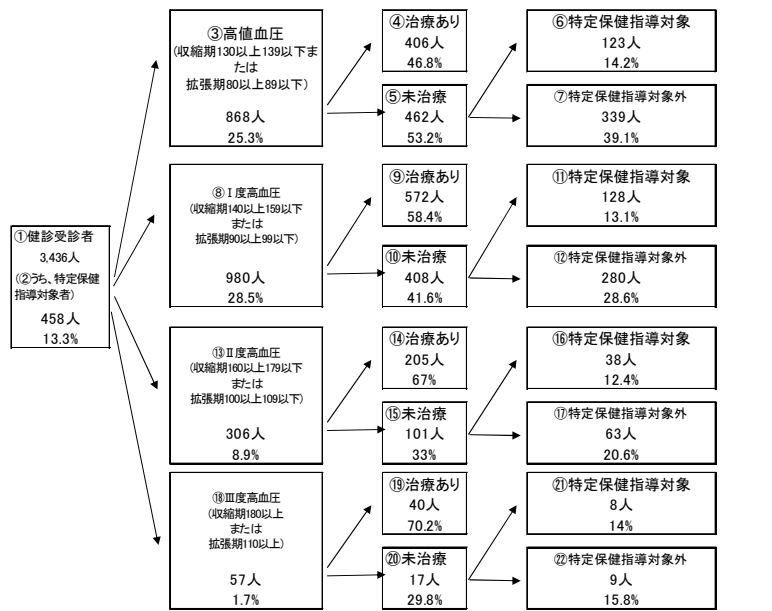 ①健診受診者
3,436人
(②うち、特定保健
指導対象者)
458人
13.3%
③高値血圧
(収縮期130以上139以下ま
たは
拡張期80以上89以下)
868人
25.3%
④治療あり
406人
46.8%
⑤未治療
462人
53.2%
⑥特定保健指導対象
123人
14.2%
⑦特定保健指導対象外
339人
39.1%
⑧Ⅰ度高血圧
(収縮期140以上159以下
または
拡張期90以上99以下)
980人
28.5%
⑨治療あり
572人
58.4%
⑩未治療
408人
41.6%
⑪特定保健指導対象
128人
13.1%
⑫特定保健指導対象外
280人
28.6%
⑬Ⅱ度高血圧
(収縮期160以上179以下
または
拡張期100以上109以下)
306人
8.9%
⑭治療あり
205人
67%
⑮未治療
101人
33%
⑯特定保健指導対象
38人
12.4%
⑰特定保健指導対象外
63人
20.6%
⑱Ⅲ度高血圧
(収縮期180以上
または
拡張期110以上)
57人
1.7%
⑲治療あり
40人
70.2%
⑳未治療
17人
29.8%
㉑特定保健指導対象
8人
14%
㉒特定保健指導対象外
9人
15.8%